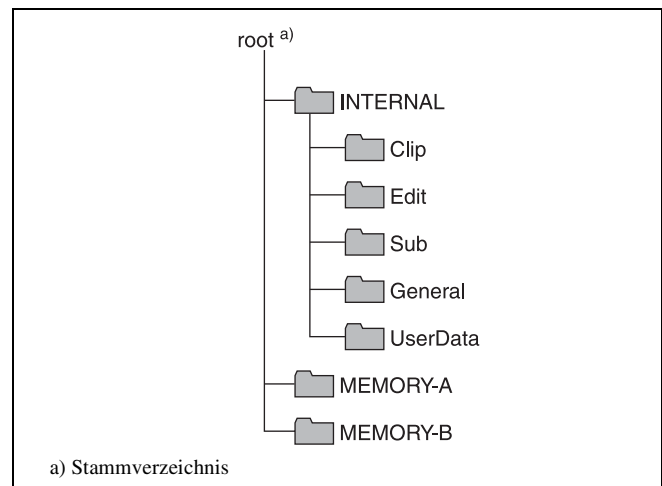 root a)
INTERNAL
Clip
Edit
Sub
General
UserData
MEMORY-A
MEMORY-B
a) Stammverzeichnis